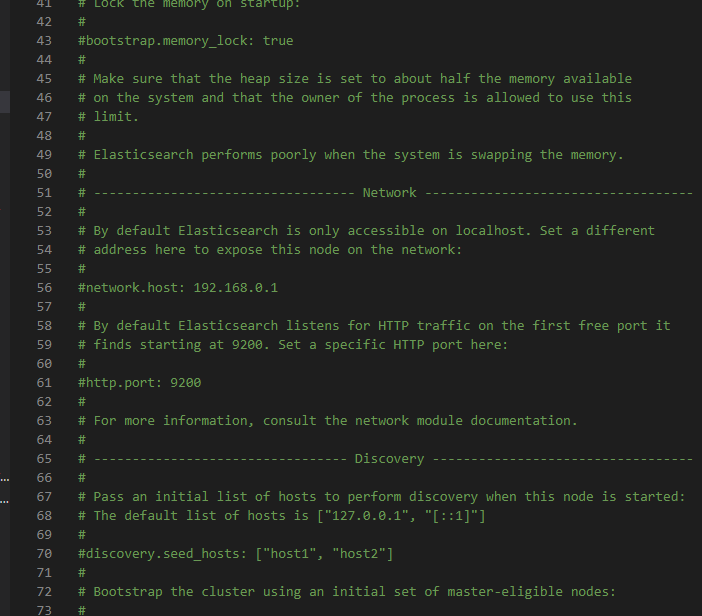 41 # Lock the memory on startup:
42 #
43 #bootstrap.memory_lock: true
44 #
45 # Make sure that the heap size is set to about half the memory available
46 # on the system and that the owner of the process is allowed to use this
47 # limit.
48 #
49 # Elasticsearch performs poorly when the system is swapping the memory.
50 #
51 # ---------------------------------- Network -----------------------------------
52 #
53 # By default Elasticsearch is only accessible on localhost. Set a different
54 # address here to expose this node on the network:
55 #
56 #network.host: 192.168.0.1
57 #
58 # By default Elasticsearch listens for HTTP traffic on the first free port it
59 # finds starting at 9200. Set a specific HTTP port here:
60 #
61 #http.port: 9200
62 #
63 # For more information, consult the network module documentation.
64 #
65 # --------------------------------- Discovery ----------------------------------
66 #
67 # Pass an initial list of hosts to perform discovery when this node is started:
68 # The default list of hosts is ["127.0.0.1", "[::1]"]
69 #
70 #discovery.seed_hosts: ["host1", "host2"]
71 #
72 # Bootstrap the cluster using an initial set of master-eligible nodes:
73 #